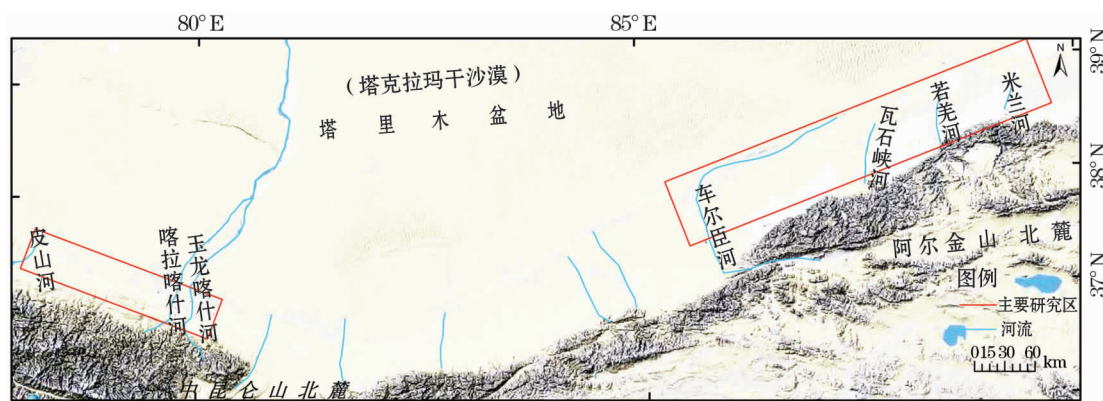 80°E
85°E
39°N
N
(塔克拉玛干沙漠)
塔里木盆地
米兰河
若羌河
瓦石峡河
38°N
车尔臣河
皮山河
喀拉喀什河
玉龙喀什河
阿尔金山北麓
37°N
图例
主要研究区
河流
0 15 30 60 km
中昆仑山北麓